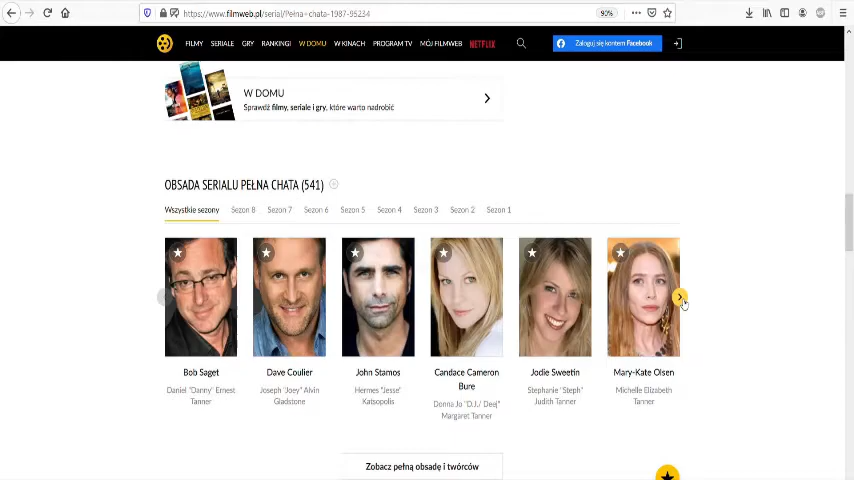 https://www.filmweb.pl/serial/Pełna+chata-1987-95234
90%
FILMY SERIALE GRY RANKINGI W DOMU W KINACH PROGRAM TV MÓJ FILMWEB NETFLIX
Zaloguj się kontem Facebook
W DOMU
Sprawdź filmy, seriale i gry, które warto nadrobić
OBSADA SERIALU PEŁNA CHATA (541)
Wszystkie sezony Sezon 8 Sezon 7 Sezon 6 Sezon 5 Sezon 4 Sezon 3 Sezon 2 Sezon 1
Bob Saget
Daniel "Danny" Ernest
Tanner
Dave Coulier
Joseph "Joey" Alvin
Gladstone
John Stamos
Hermes "Jesse"
Katsopolis
Candace Cameron
Bure
Donna Jo "D.J./ Deej"
Margaret Tanner
Jodie Sweetin
Stephanie "Steph"
Judith Tanner
Mary-Kate Olsen
Michelle Elizabeth
Tanner
Zobacz pełną obsadę i twórców